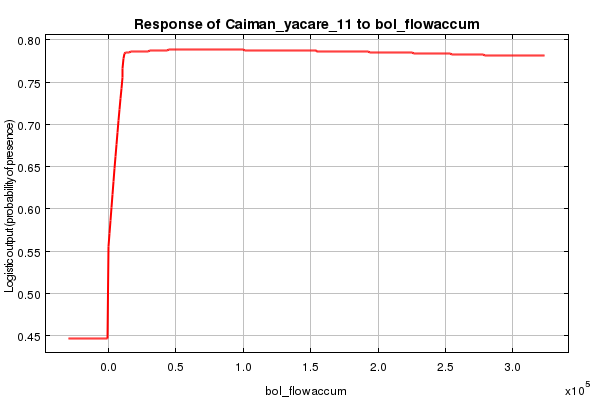 Response of Caiman_yacare_11 to bol_flowaccum
Logistic output (probability of presence)
0.80
0.75
0.70
0.65
0.60
0.55
0.50
0.45
0.0 0.5 1.0 1.5 2.0 2.5 3.0
bol_flowaccum
x10⁵